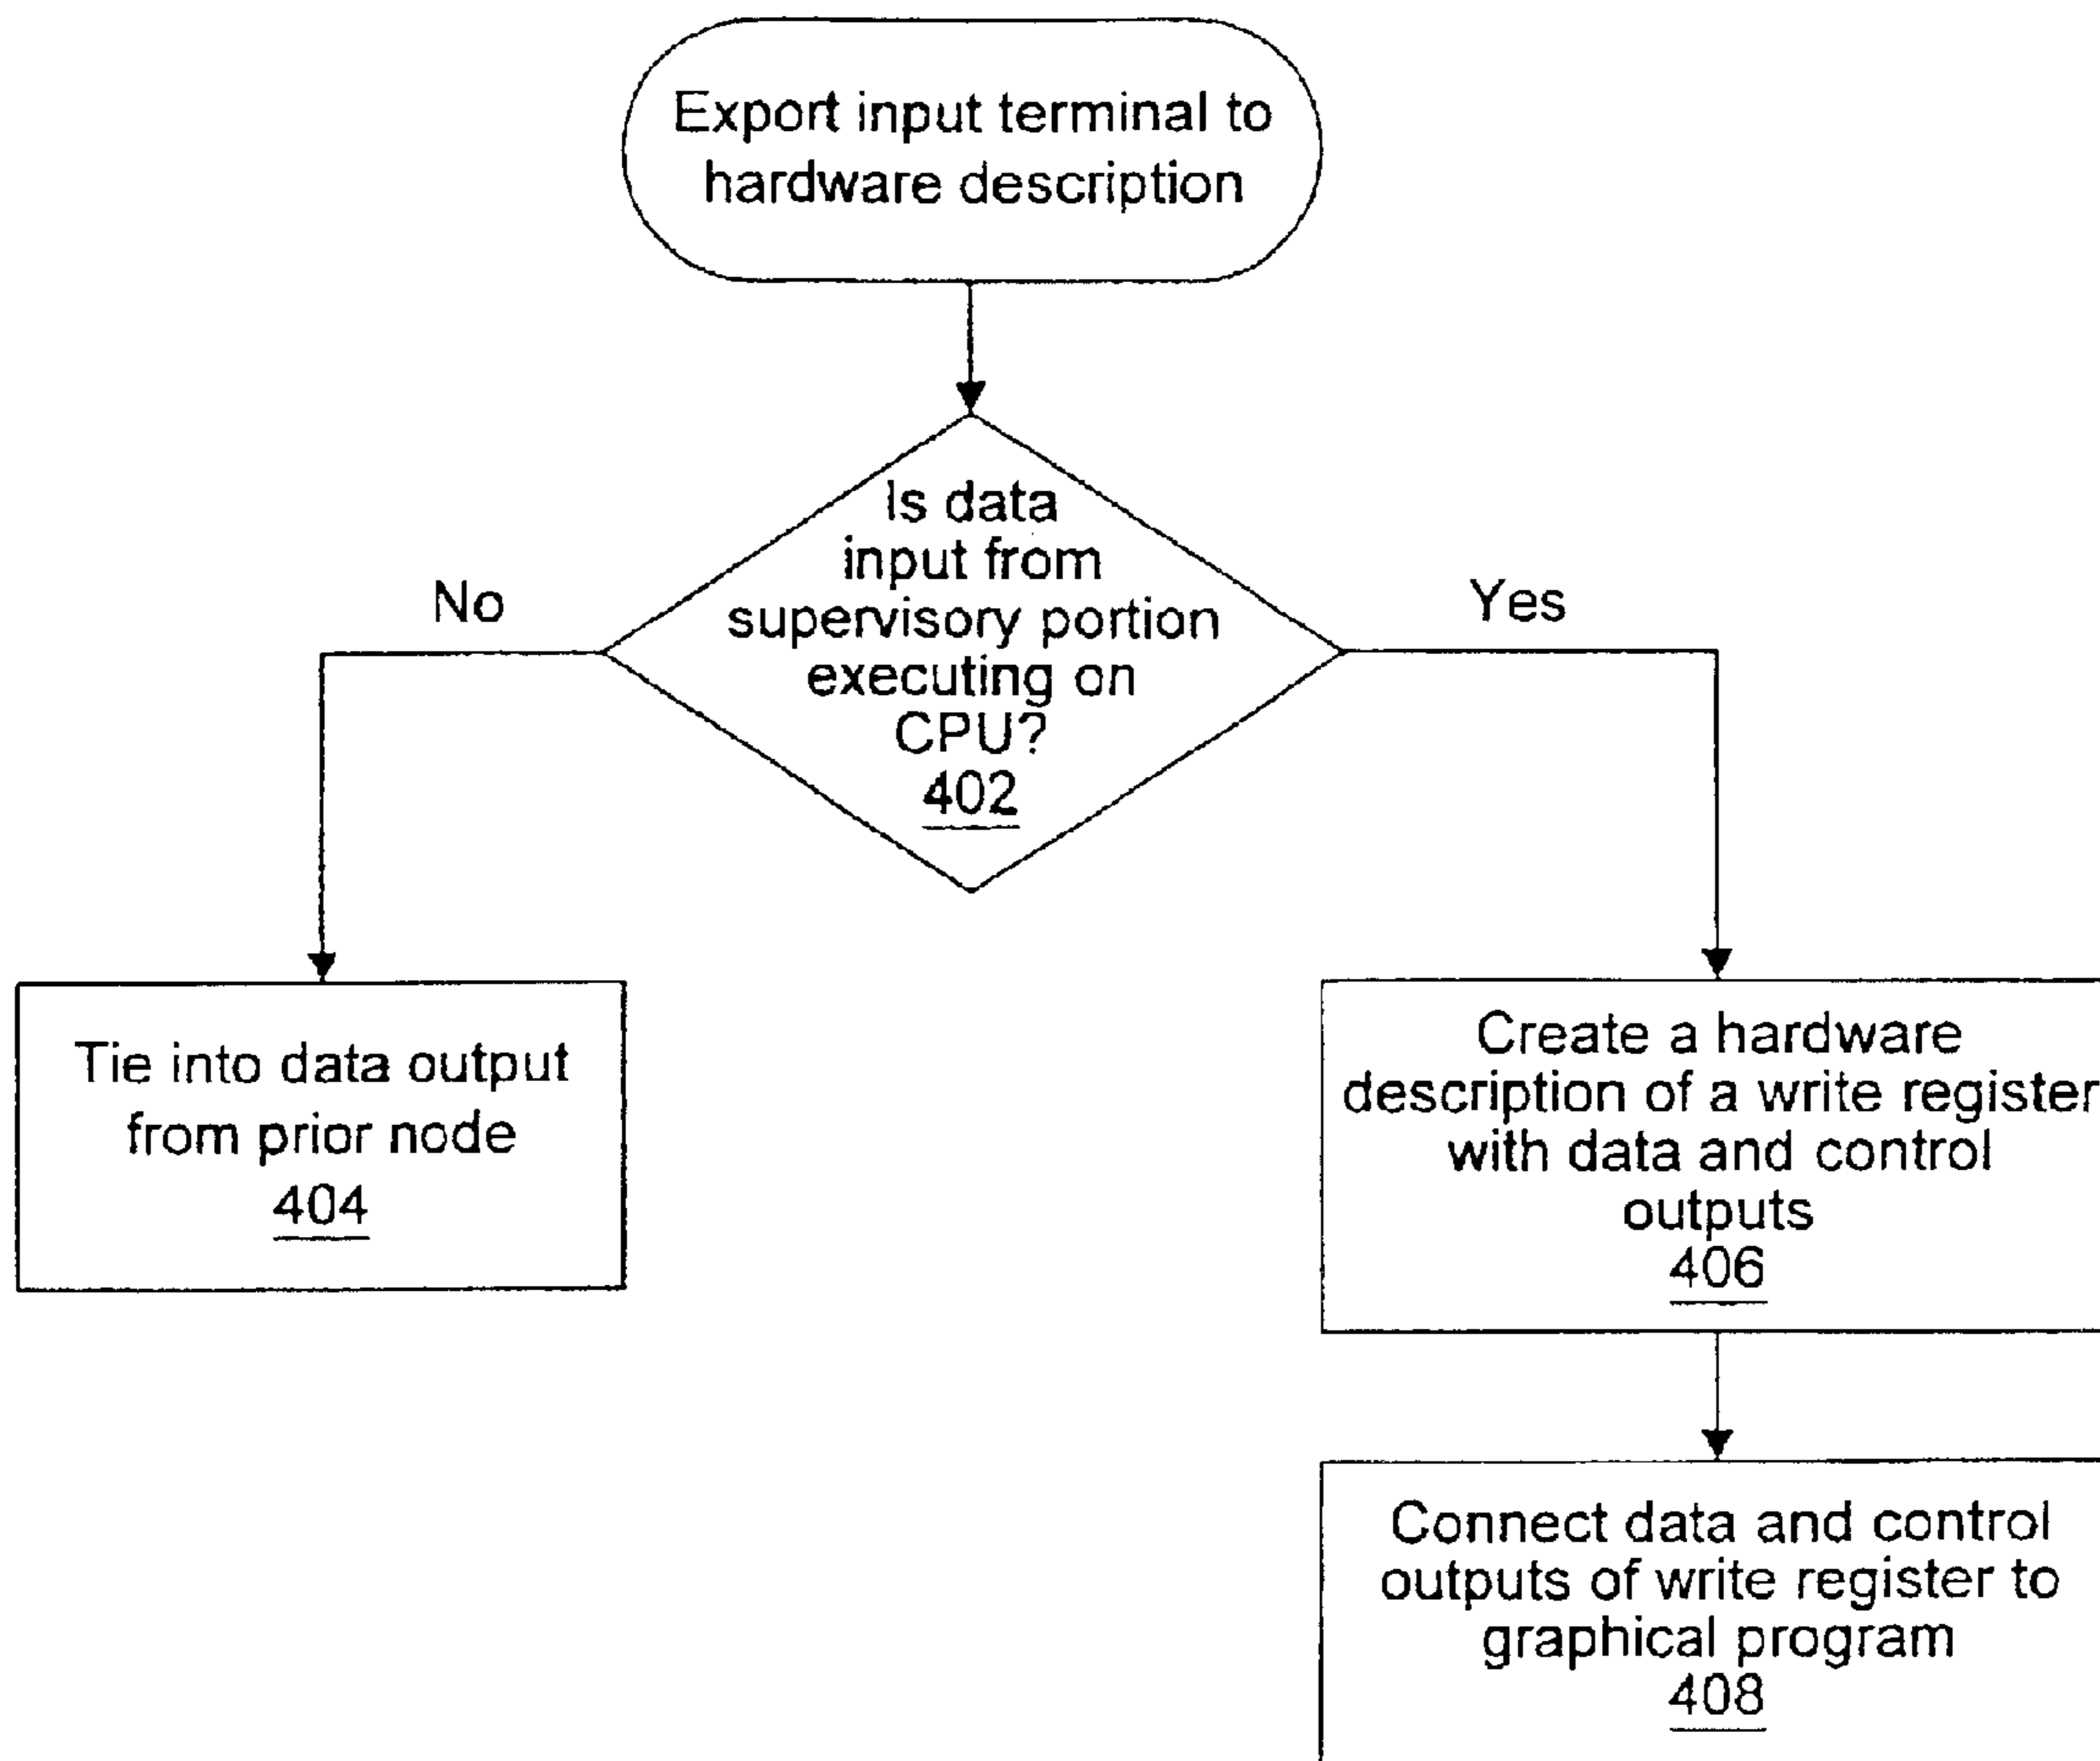 Export input terminal to
hardware description
Is data
input from
supervisory portion
executing on
CPU?
402
No
Yes
Tie into data output
from prior node
404
Create a hardware
description of a write register
with data and control
outputs
406
Connect data and control
outputs of write register to
graphical program
408